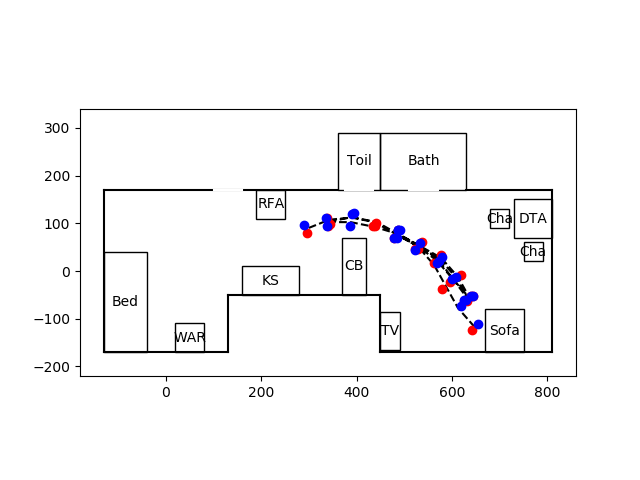 300
200
100
0
−100
−200
0
200
400
600
800
Toil
Bath
RFA
Cha
DTA
Cha
CB
KS
Bed
WAR
TV
Sofa